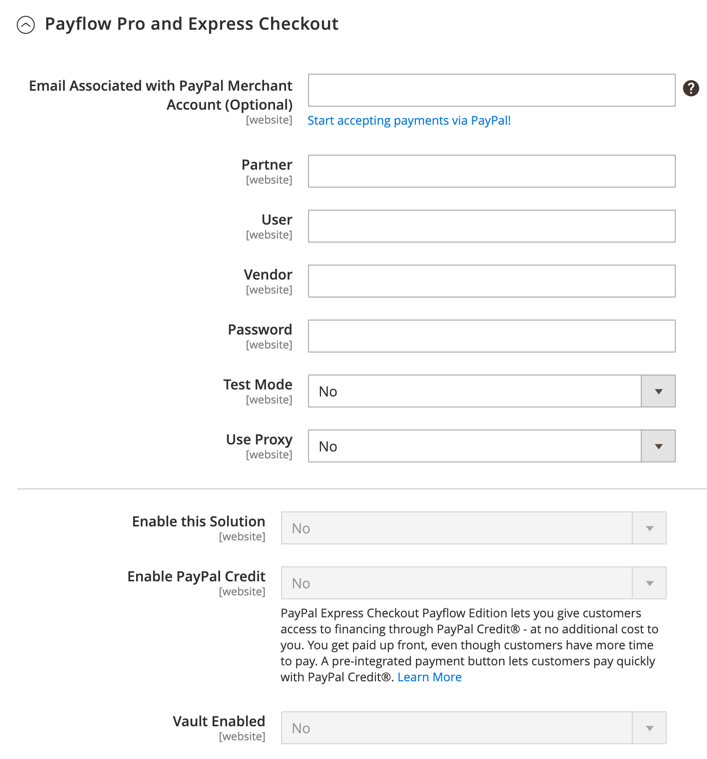 Payflow Pro and Express Checkout
Email Associated with PayPal Merchant
Account (Optional)
[website]
?
Start accepting payments via PayPal!
Partner
[website]
User
[website]
Vendor
[website]
Password
[website]
Test Mode
[website]
No
Use Proxy
[website]
No
Enable this Solution
[website]
No
Enable PayPal Credit
[website]
No
PayPal Express Checkout Payflow Edition lets you give customers
access to financing through PayPal Credit® - at no additional cost to
you. You get paid up front, even though customers have more time
to pay. A pre-integrated payment button lets customers pay quickly
with PayPal Credit®. Learn More
Vault Enabled
[website]
No